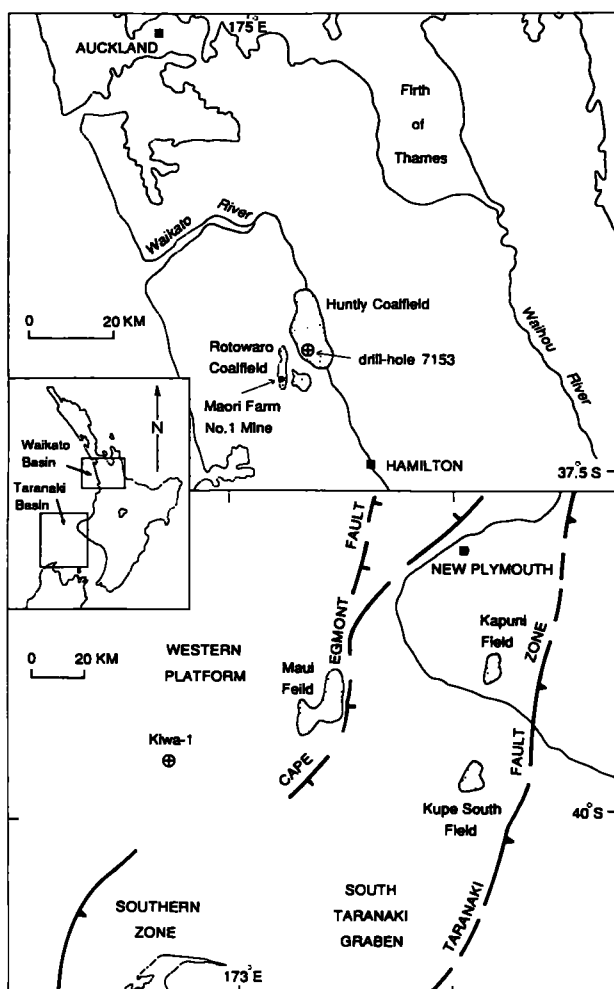 175°E
AUCKLAND
Firth
of
Thames
Waikato River
Huntly Coalfield
0 20 KM
Rotowaro
Coalfield
drill-hole 7153
Waihou
River
Maori Farm
No.1 Mine
N
HAMILTON
37.5°S
Waikato
Basin
Taranaki
Basin
NEW PLYMOUTH
CAPE EGMONT FAULT
Kapuni
Field
WESTERN
PLATFORM
0 20 KM
Maui
Feild
Kiwa-1
Kupe South
Field
40°S
TARANAKI FAULT ZONE
SOUTHERN
ZONE
SOUTH
TARANAKI
GRABEN
173°E